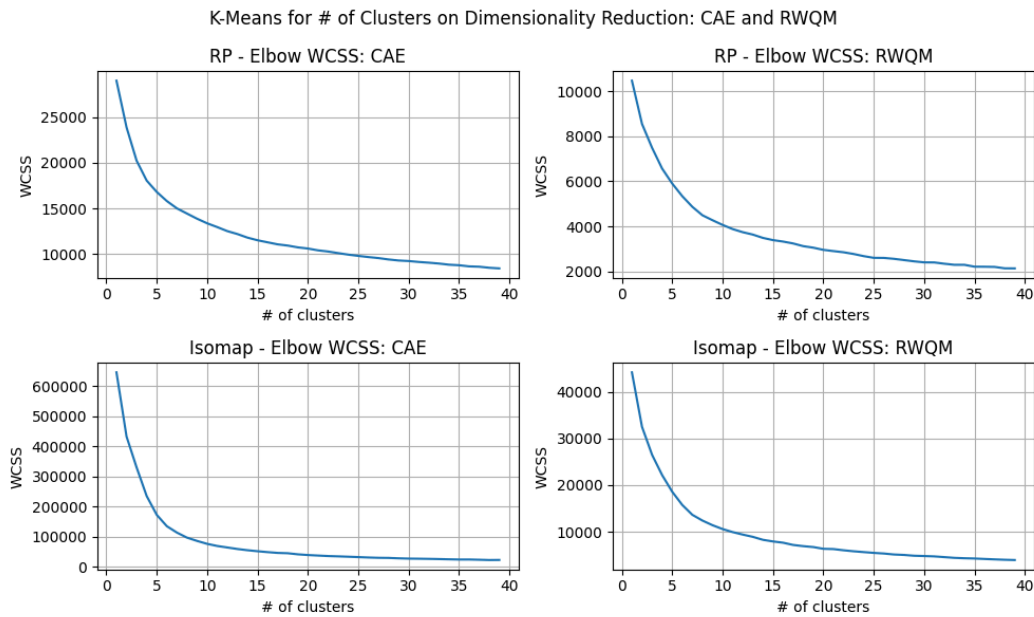 K-Means for # of Clusters on Dimensionality Reduction: CAE and RWQM
RP - Elbow WCSS: CAE
WCSS
25000
20000
15000
10000
0 5 10 15 20 25 30 35 40
# of clusters
RP - Elbow WCSS: RWQM
WCSS
10000
8000
6000
4000
2000
0 5 10 15 20 25 30 35 40
# of clusters
Isomap - Elbow WCSS: CAE
WCSS
600000
500000
400000
300000
200000
100000
0
0 5 10 15 20 25 30 35 40
# of clusters
Isomap - Elbow WCSS: RWQM
WCSS
40000
30000
20000
10000
0 5 10 15 20 25 30 35 40
# of clusters